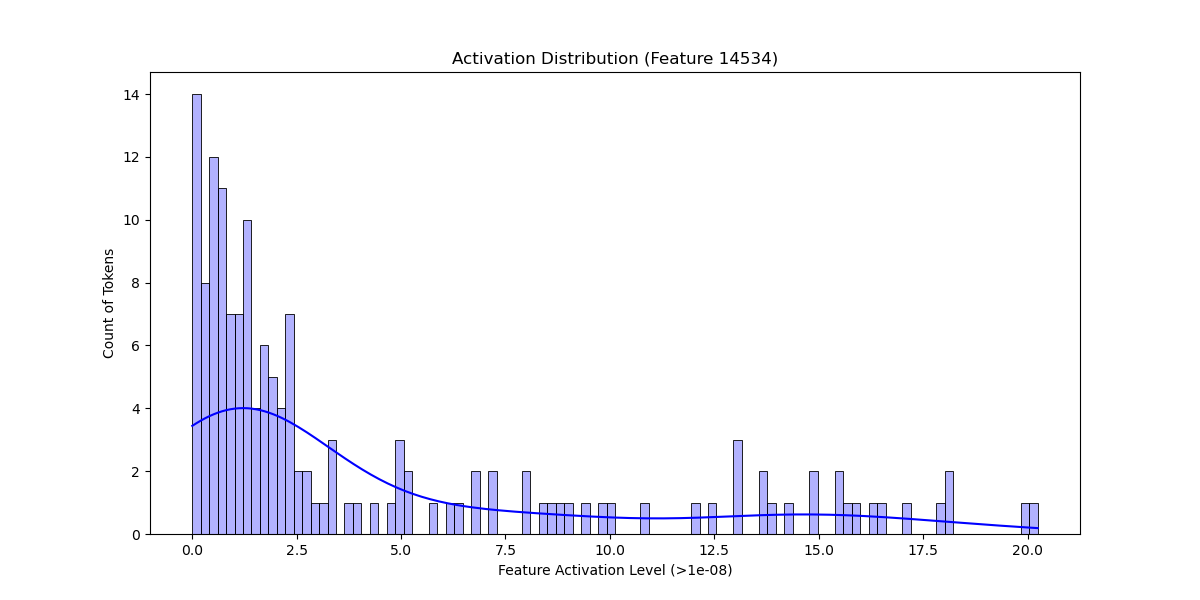 Activation Distribution (Feature 14534)
14
12
10
8
6
4
2
0
Count of Tokens
0.0 2.5 5.0 7.5 10.0 12.5 15.0 17.5 20.0
Feature Activation Level (>1e-08)